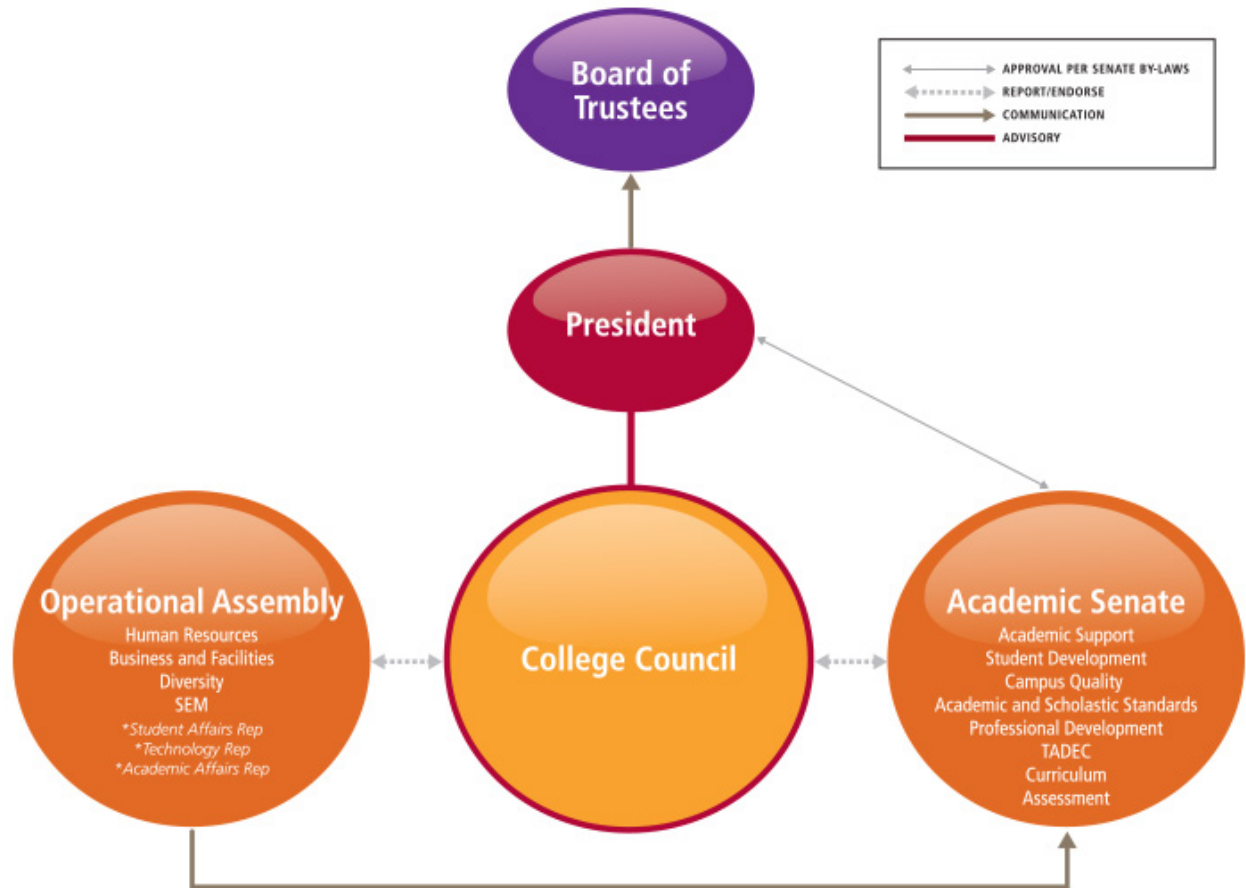 Board of
Trustees
APPROVAL PER SENATE BY-LAWS
REPORT/ENDORSE
COMMUNICATION
ADVISORY
President
Operational Assembly
Human Resources
Business and Facilities
Diversity
SEM
*Student Affairs Rep
*Technology Rep
*Academic Affairs Rep
College Council
Academic Senate
Academic Support
Student Development
Campus Quality
Academic and Scholastic Standards
Professional Development
TADEC
Curriculum
Assessment